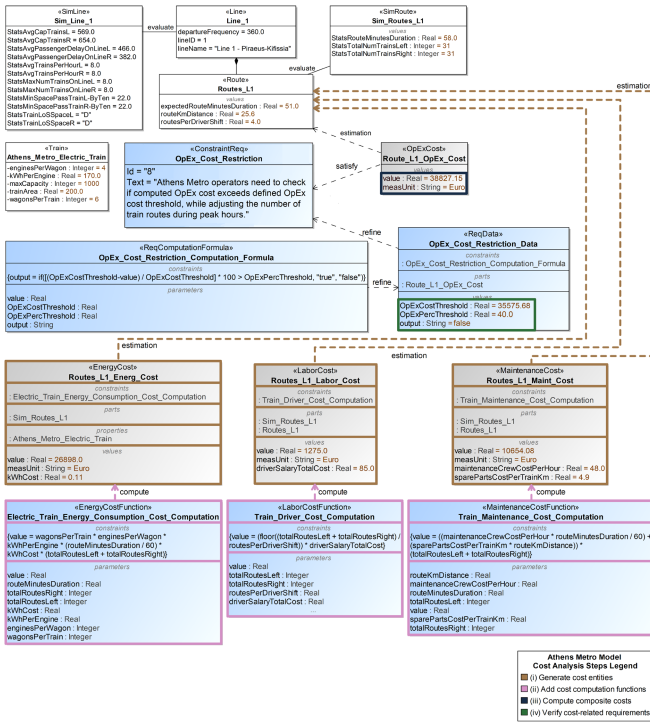 «SimLine»
Sim_Line_1
StatsAvgCapTrainsL = 569.0
StatsAvgCapTrainsR = 654.0
StatsAvgPassengerDelayOnLineL = 466.0
StatsAvgPassengerDelayOnLineR = 382.0
StatsAvgTrainsPerHourL = 8.0
StatsAvgTrainsPerHourR = 8.0
StatsMaxNumTrainsOnLineL = 8.0
StatsMaxNumTrainsOnLineR = 8.0
StatsMinSpacePassTrainL-ByTen = 22.0
StatsMinSpacePassTrainR-ByTen = 22.0
StatsTrainLoSSpaceL = "D"
StatsTrainLoSSpaceR = "D"
evaluate
«Line»
Line_1
departureFrequency = 360.0
lineID = 1
lineName = "Line 1 - Piraeus-Kifissia"
«SimRoute»
Sim_Routes_L1
values
StatsRouteMinutesDuration : Real = 58.0
StatsTotalNumTrainsLeft : Integer = 31
StatsTotalNumTrainsRight : Integer = 31
evaluate
«Route»
Routes_L1
values
expectedRouteMinutesDuration : Real = 51.0
routeKmDistance : Real = 25.6
routesPerDriverShift : Real = 4.0
estimation
estimation
«Train»
Athens_Metro_Electric_Train
-enginesPerWagon : Integer = 4
-kWhPerEngine : Real = 170.0
-maxCapacity : Integer = 1000
-trainArea : Real = 200.0
-wagonsPerTrain : Integer = 6
«ConstraintReq»
OpEx_Cost_Restriction
Id = "8"
Text = "Athens Metro operators need to check
if computed OpEx cost exceeds defined OpEx
cost threshold, while adjusting the number of
train routes during peak hours."
satisfy
«OpExCost»
Route_L1_OpEx_Cost
value : Real = 38827.15
measUnit : String = Euro
refine
«ReqComputationFormula»
OpEx_Cost_Restriction_Computation_Formula
constraints
{output = if([(OpExCostThreshold-value) / OpExCostThreshold] * 100 > OpExPercThreshold, "true", "false")}
parameters
value : Real
OpExCostThreshold : Real
OpExPercThreshold : Real
output : String
refine
«ReqData»
OpEx_Cost_Restriction_Data
constraints
: OpEx_Cost_Restriction_Computation_Formula
parts
: Route_L1_OpEx_Cost
values
OpExCostThreshold : Real = 35575.68
OpExPercThreshold : Real = 40.0
output : String = false
estimation
estimation
«EnergyCost»
Routes_L1_Energ_Cost
constraints
: Electric_Train_Energy_Consumption_Cost_Computation
parts
: Sim_Routes_L1
properties
: Athens_Metro_Electric_Train
values
value : Real = 26898.0
measUnit : String = Euro
kWhCost : Real = 0.11
«LaborCost»
Routes_L1_Labor_Cost
constraints
: Train_Driver_Cost_Computation
parts
: Sim_Routes_L1
: Routes_L1
values
value : Real = 1275.0
measUnit : String = Euro
driverSalaryTotalCost : Real = 85.0
«MaintenanceCost»
Routes_L1_Maint_Cost
constraints
: Train_Maintenance_Cost_Computation
parts
: Sim_Routes_L1
: Routes_L1
values
value : Real = 10654.08
measUnit : String = Euro
maintenanceCrewCostPerHour : Real = 48.0
sparePartsCostPerTrainKm : Real = 4.9
compute
compute
compute
«EnergyCostFunction»
Electric_Train_Energy_Consumption_Cost_Computation
constraints
{value = wagonsPerTrain * enginesPerWagon *
kWhPerEngine * (routeMinutesDuration / 60) *
kWhCost * (totalRoutesLeft + totalRoutesRight)}
parameters
value : Real
routeMinutesDuration : Real
totalRoutesRight : Integer
totalRoutesLeft : Integer
kWhCost : Real
kWhPerEngine : Real
enginesPerWagon : Integer
wagonsPerTrain : Integer
«LaborCostFunction»
Train_Driver_Cost_Computation
constraints
{value = (floor((totalRoutesLeft + totalRoutesRight) /
routesPerDriverShift)) * driverSalaryTotalCost}
parameters
value : Real
totalRoutesLeft : Integer
totalRoutesRight : Integer
routesPerDriverShift : Real
driverSalaryTotalCost : Real
...
«MaintenanceCostFunction»
Train_Maintenance_Cost_Computation
constraints
{value = ((maintenanceCrewCostPerHour * routeMinutesDuration / 60) +
(sparePartsCostPerTrainKm * routeKmDistance)) *
(totalRoutesLeft + totalRoutesRight)}
parameters
routeKmDistance : Real
maintenanceCrewCostPerHour : Real
routeMinutesDuration : Real
totalRoutesLeft : Integer
value : Real
sparePartsCostPerTrainKm : Real
totalRoutesRight : Integer
Athens Metro Model
Cost Analysis Steps Legend
(i) Generate cost entities
(ii) Add cost computation functions
(iii) Compute composite costs
(iv) Verify cost-related requirements